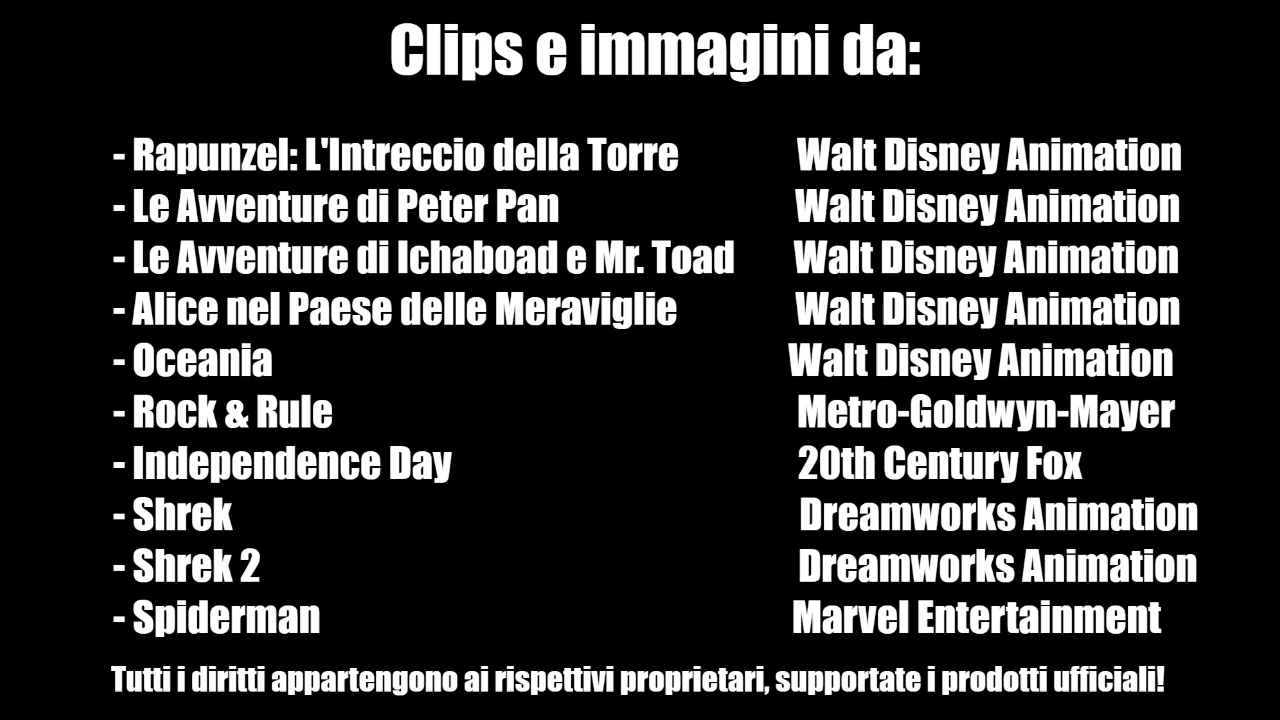 Clips e immagini da:
- Rapunzel: L'Intreccio della Torre Walt Disney Animation
- Le Avventure di Peter Pan Walt Disney Animation
- Le Avventure di Ichaboad e Mr. Toad Walt Disney Animation
- Alice nel Paese delle Meraviglie Walt Disney Animation
- Oceania Walt Disney Animation
- Rock & Rule Metro-Goldwyn-Mayer
- Independence Day 20th Century Fox
- Shrek Dreamworks Animation
- Shrek 2 Dreamworks Animation
- Spiderman Marvel Entertainment
Tutti i diritti appartengono ai rispettivi proprietari, supportate i prodotti ufficiali!